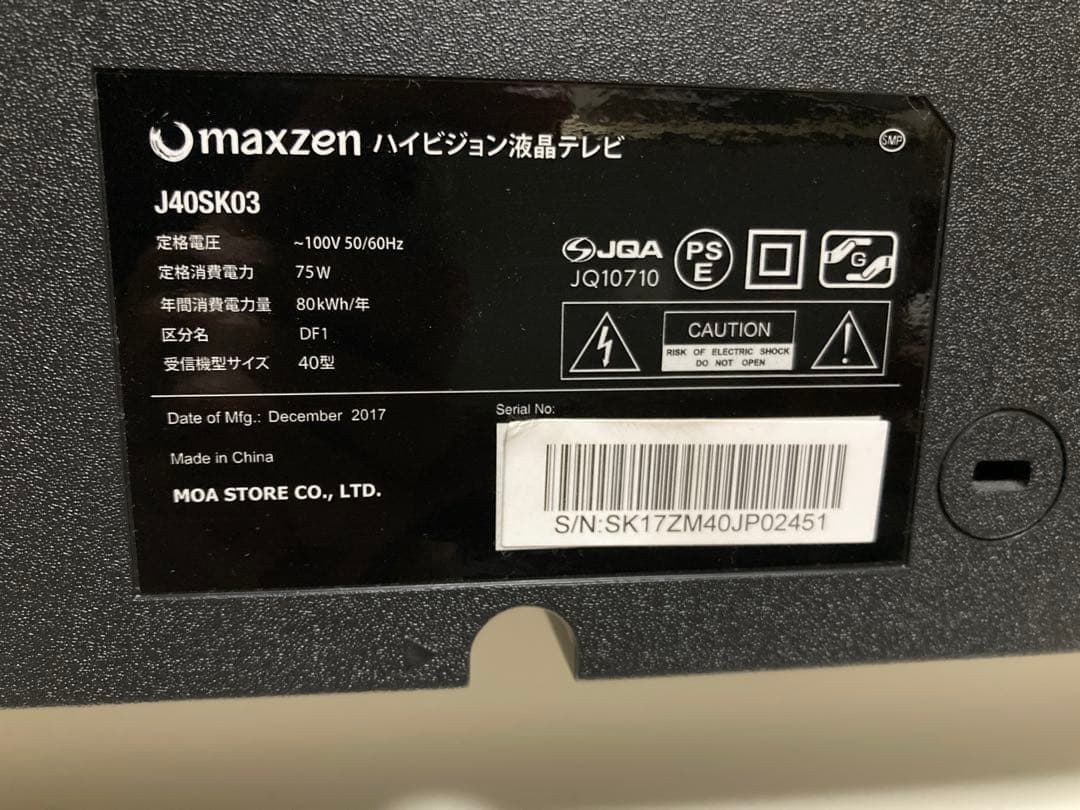 maxzen ハイビジョン液晶テレビ
SMP
J40SK03
定格電圧 ~100V 50/60Hz
定格消費電力 75W
年間消費電力量 80kWh/年
区分名 DF1
受信機型サイズ 40型
JQA
JQ10710
PS
E
G
CAUTION
RISK OF ELECTRIC SHOCK
DO NOT OPEN
Date of Mfg.: December 2017
Made in China
MOA STORE CO., LTD.
Serial No:
S/N:SK17ZM40JP02451